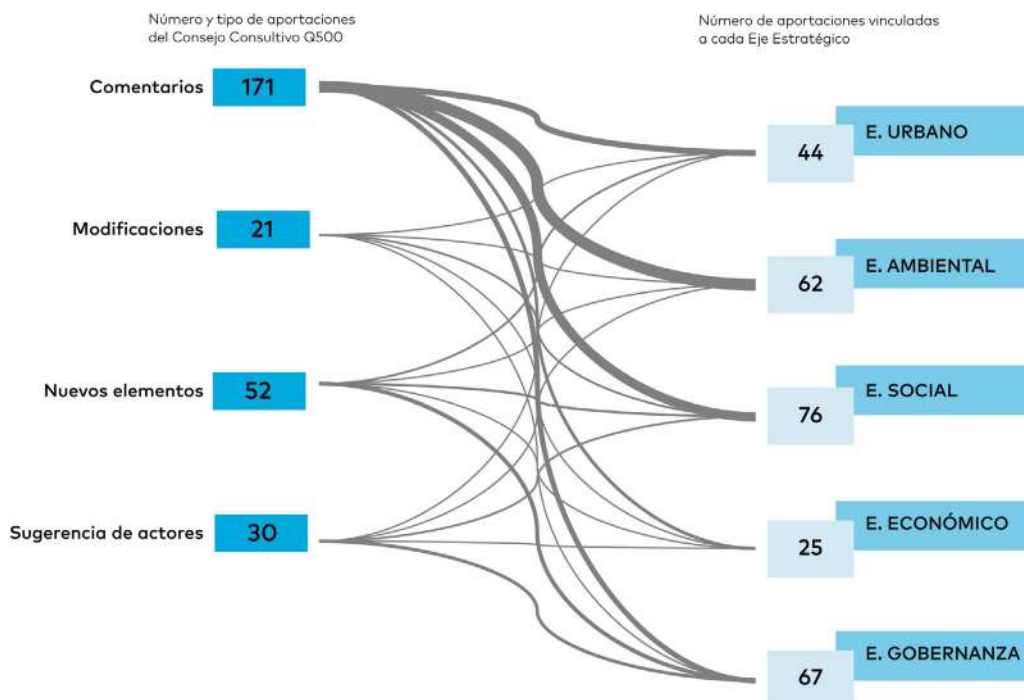 Número y tipo de aportaciones
del Consejo Consultivo Q500
Número de aportaciones vinculadas
a cada Eje Estratégico
Comentarios 171
Modificaciones 21
Nuevos elementos 52
Sugerencia de actores 30
44 E. URBANO
62 E. AMBIENTAL
76 E. SOCIAL
25 E. ECONÓMICO
67 E. GOBERNANZA